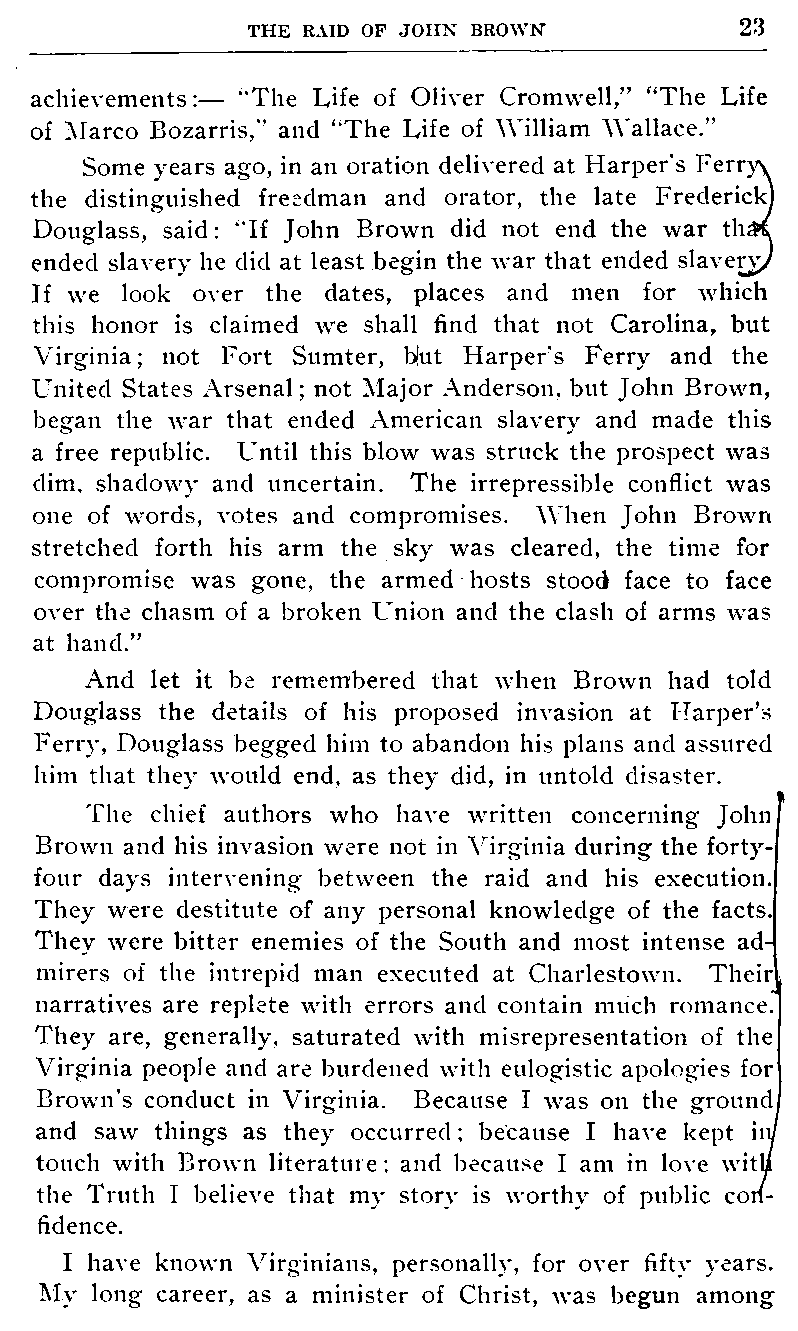 THE RAID OF JOHN BROWN 23
achievements:— "The Life of Oliver Cromwell," "The Life
of Marco Bozarris," and "The Life of William Wallace."
Some years ago, in an oration delivered at Harper's Ferry
the distinguished freedman and orator, the late Frederick
Douglass, said: "If John Brown did not end the war that
ended slavery he did at least begin the war that ended slavery
If we look over the dates, places and men for which
this honor is claimed we shall find that not Carolina, but
Virginia; not Fort Sumter, but Harper's Ferry and the
United States Arsenal; not Major Anderson, but John Brown,
began the war that ended American slavery and made this
a free republic. Until this blow was struck the prospect was
dim, shadowy and uncertain. The irrepressible conflict was
one of words, votes and compromises. When John Brown
stretched forth his arm the sky was cleared, the time for
compromise was gone, the armed hosts stood face to face
over the chasm of a broken Union and the clash of arms was
at hand."
And let it be remembered that when Brown had told
Douglass the details of his proposed invasion at Harper's
Ferry, Douglass begged him to abandon his plans and assured
him that they would end, as they did, in untold disaster.
The chief authors who have written concerning John
Brown and his invasion were not in Virginia during the forty-
four days intervening between the raid and his execution.
They were destitute of any personal knowledge of the facts.
They were bitter enemies of the South and most intense ad-
mirers of the intrepid man executed at Charlestown. Their
narratives are replete with errors and contain much romance.
They are, generally, saturated with misrepresentation of the
Virginia people and are burdened with eulogistic apologies for
Brown's conduct in Virginia. Because I was on the ground
and saw things as they occurred; because I have kept in
touch with Brown literature; and because I am in love with
the Truth I believe that my story is worthy of public con-
fidence.
I have known Virginians, personally, for over fifty years.
My long career, as a minister of Christ, was begun among